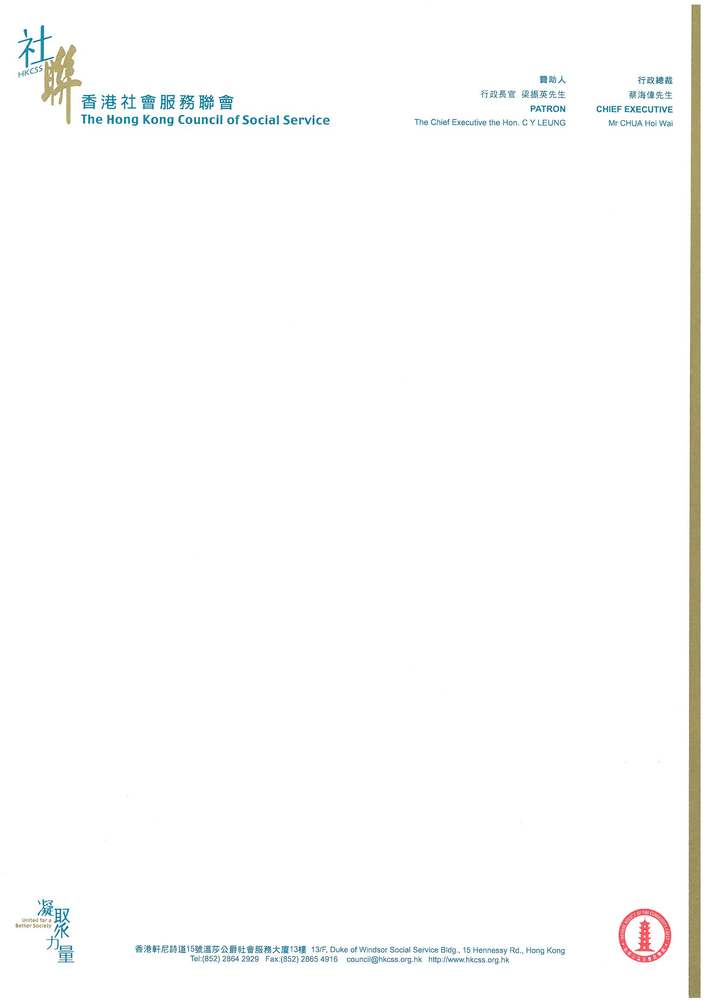 社聯
HKCSS
香港社會服務聯會
The Hong Kong Council of Social Service
贊助人
行政長官 梁振英先生
PATRON
The Chief Executive the Hon. C Y LEUNG
行政總裁
蔡海偉先生
CHIEF EXECUTIVE
Mr CHUA Hoi Wai
凝聚力量
United for a
Better Society
香港軒尼詩道15號溫莎公爵社會服務大廈13樓 13/F, Duke of Windsor Social Service Bldg., 15 Hennessy Rd., Hong Kong
Tel:(852) 2864 2929 Fax:(852) 2865 4916 council@hkcss.org.hk http://www.hkcss.org.hk
MEMBER AGENCY OF THE COMMUNITY CHEST
香港公益金會員機構